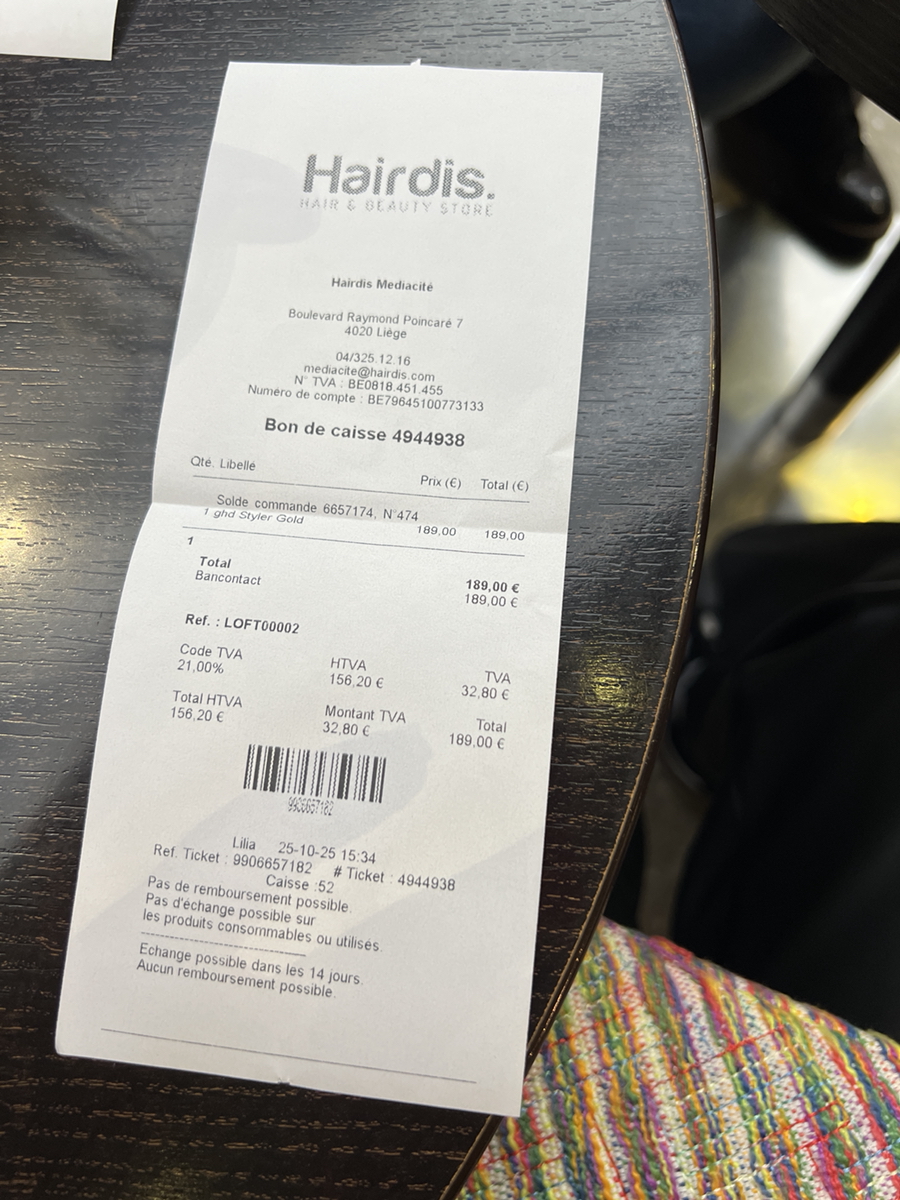 Hairdis.
HAIR & BEAUTY STORE
Hairdis Mediacité
Boulevard Raymond Poincaré 7
4020 Liège
04/325.12.16
mediacite@hairdis.com
N° TVA : BE0818.451.455
Numéro de compte : BE79645100773133
Bon de caisse 4944938
Qté. Libellé Prix (€) Total (€)
Solde commande 6657174, N°474
1 ghd Styler Gold 189,00 189,00
1
Total 189,00 €
Bancontact 189,00 €
Ref. : LOFT00002
Code TVA HTVA TVA
21,00% 156,20 € 32,80 €
Total HTVA Montant TVA Total
156,20 € 32,80 € 189,00 €
9906657182
Lilia 25-10-25 15:34
Ref. Ticket : 9906657182 # Ticket : 4944938
Caisse :52
Pas de remboursement possible.
Pas d'échange possible sur
les produits consommables ou utilisés.
------------------------------
Echange possible dans les 14 jours.
Aucun remboursement possible.